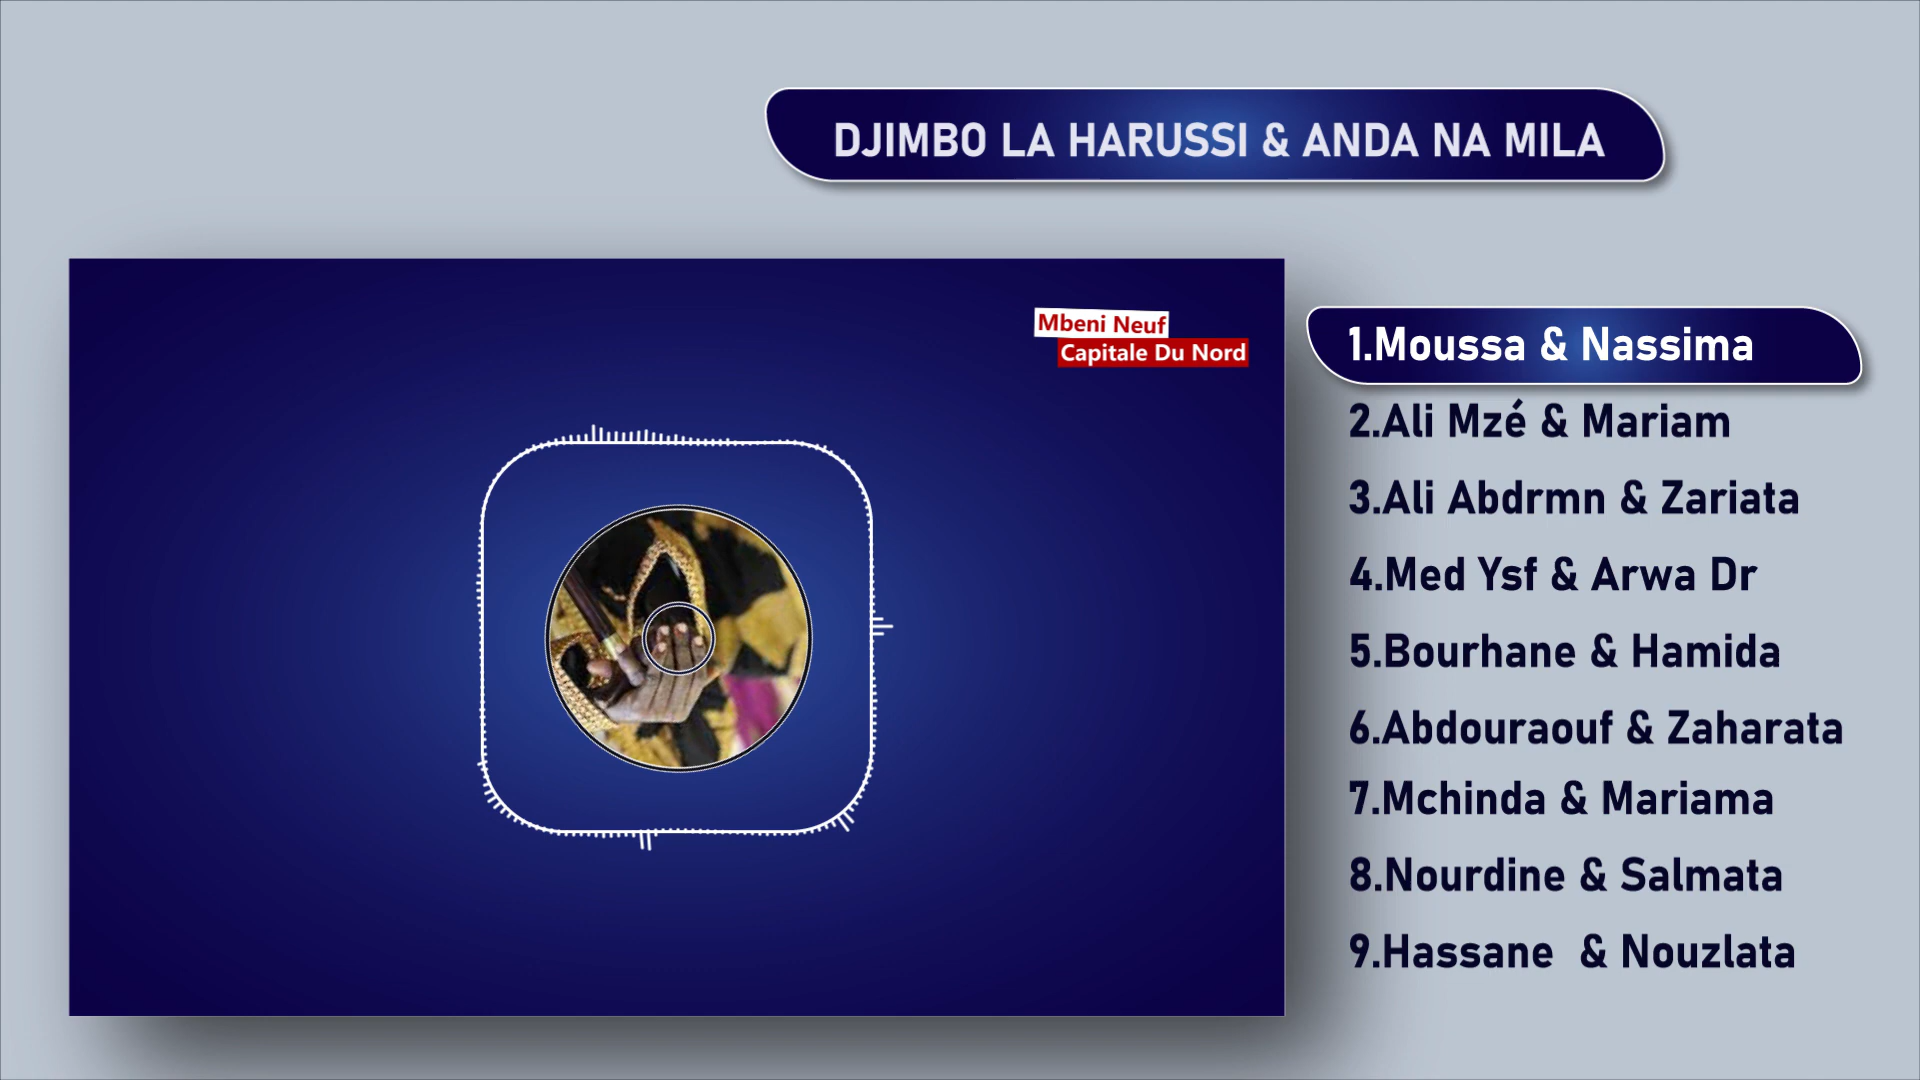 DJIMBO LA HARUSSI & ANDA NA MILA
Mbeni Neuf
Capitale Du Nord
1.Moussa & Nassima
2.Ali Mzé & Mariam
3.Ali Abdrmn & Zariata
4.Med Ysf & Arwa Dr
5.Bourhane & Hamida
6.Abdouraouf & Zaharata
7.Mchinda & Mariama
8.Nourdine & Salmata
9.Hassane & Nouzlata